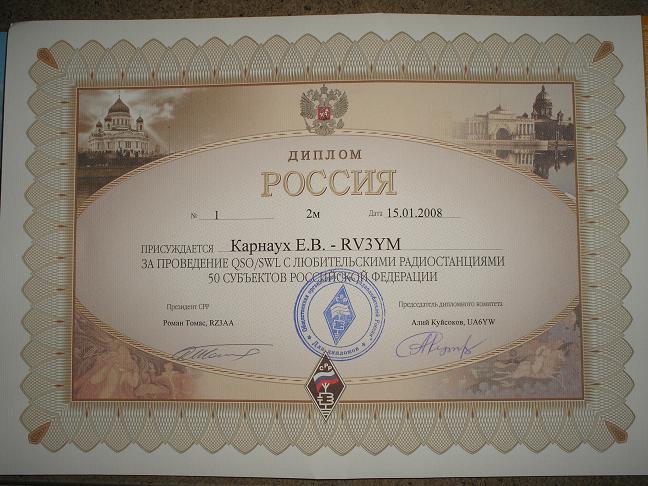 ДИПЛОМ
РОССИЯ
№ 1 2м Дата 15.01.2008
ПРИСУЖДАЕТСЯ Карнаух Е.В. - RV3YM
ЗА ПРОВЕДЕНИЕ QSO/SWL С ЛЮБИТЕЛЬСКИМИ РАДИОСТАНЦИЯМИ
50 СУБЪЕКТОВ РОССИЙСКОЙ ФЕДЕРАЦИИ
Президент СРР Председатель дипломного комитета
Роман Томас, RZ3AA Алий Куйсоков, UA6YW
СРР